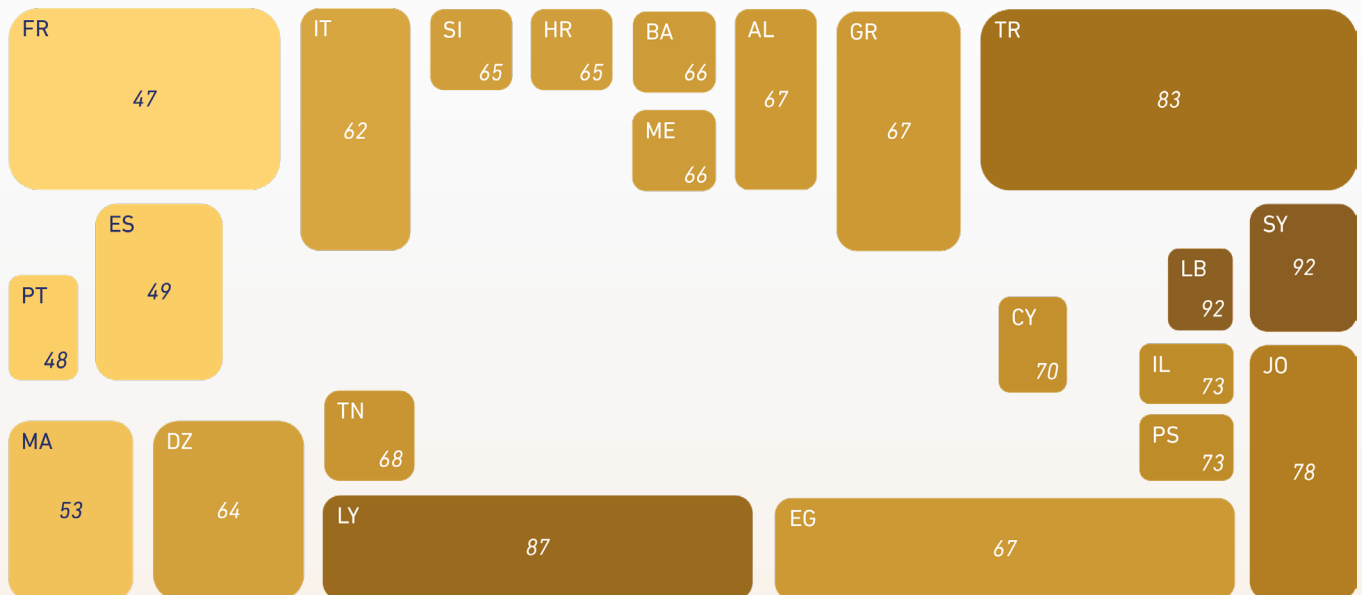 FR
47
IT
62
SI
65
HR
65
BA
66
ME
66
AL
67
GR
67
TR
83
PT
48
ES
49
CY
70
LB
92
SY
92
IL
73
PS
73
JO
78
MA
53
DZ
64
TN
68
LY
87
EG
67